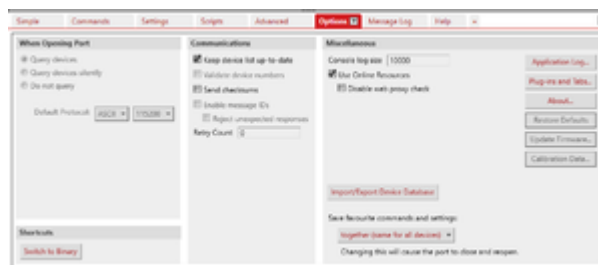 Simple Commands Settings Scripts Advanced Options Message Log Help +
When Opening Port
Query devices
Query devices silently
Do not query
Default Protocol: ASCII 115200
Shortcuts
Switch to Binary
Communications
Keep device list up-to-date
Validate device numbers
Send checksums
Enable message IDs
Reject unexpected responses
Retry Count 0
Miscellaneous
Console log size 10000
Use Online Resources
Disable web proxy check
Import/Export Device Database
Save favourite commands and settings:
together (same for all devices)
Changing this will cause the port to close and reopen.
Application Log...
Plug-ins and Tabs...
About...
Restore Defaults
Update Firmware...
Calibration Data...